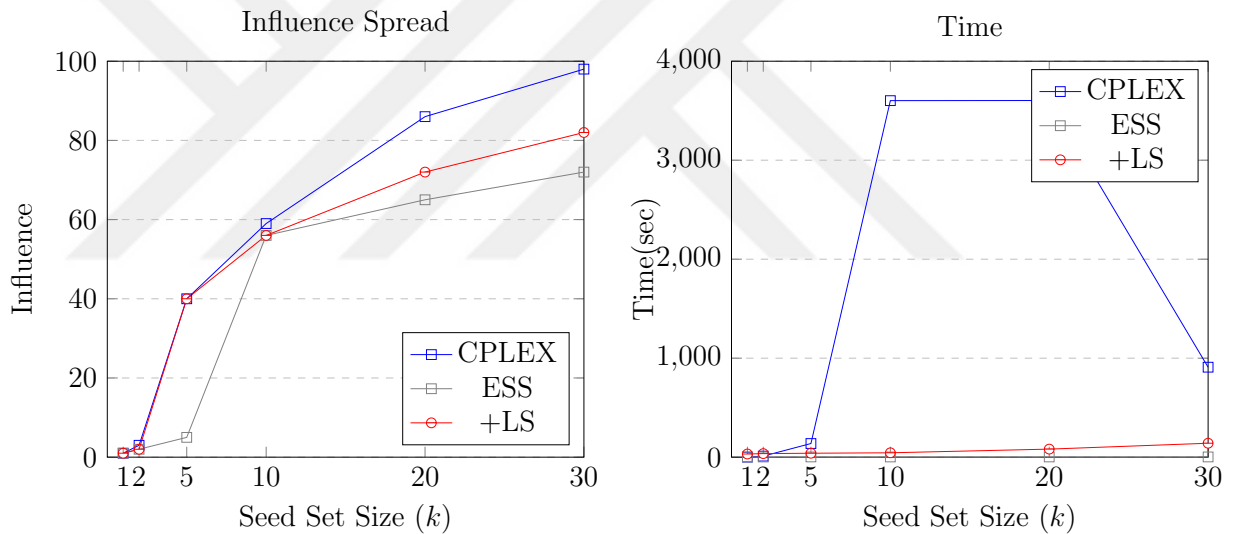 Influence Spread
100
80
60
40
20
0
Influence
1 2 5 10 20 30
Seed Set Size (k)
CPLEX
ESS
+LS
Time
4,000
3,000
2,000
1,000
0
Time(sec)
1 2 5 10 20 30
Seed Set Size (k)
CPLEX
ESS
+LS